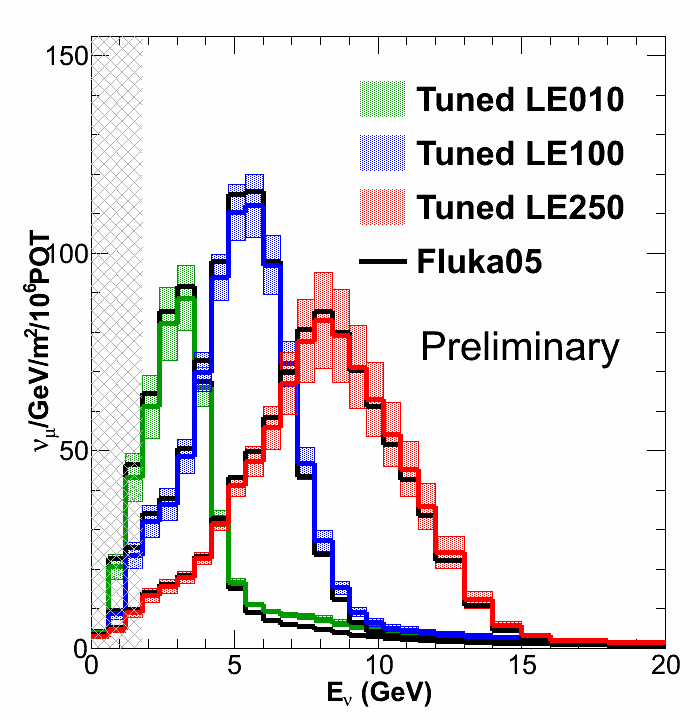 150
Tuned LE010
Tuned LE100
Tuned LE250
Fluka05
100
Preliminary
νμ/GeV/m²/10⁶POT
50
0
0 5 10 15 20
Eν (GeV)